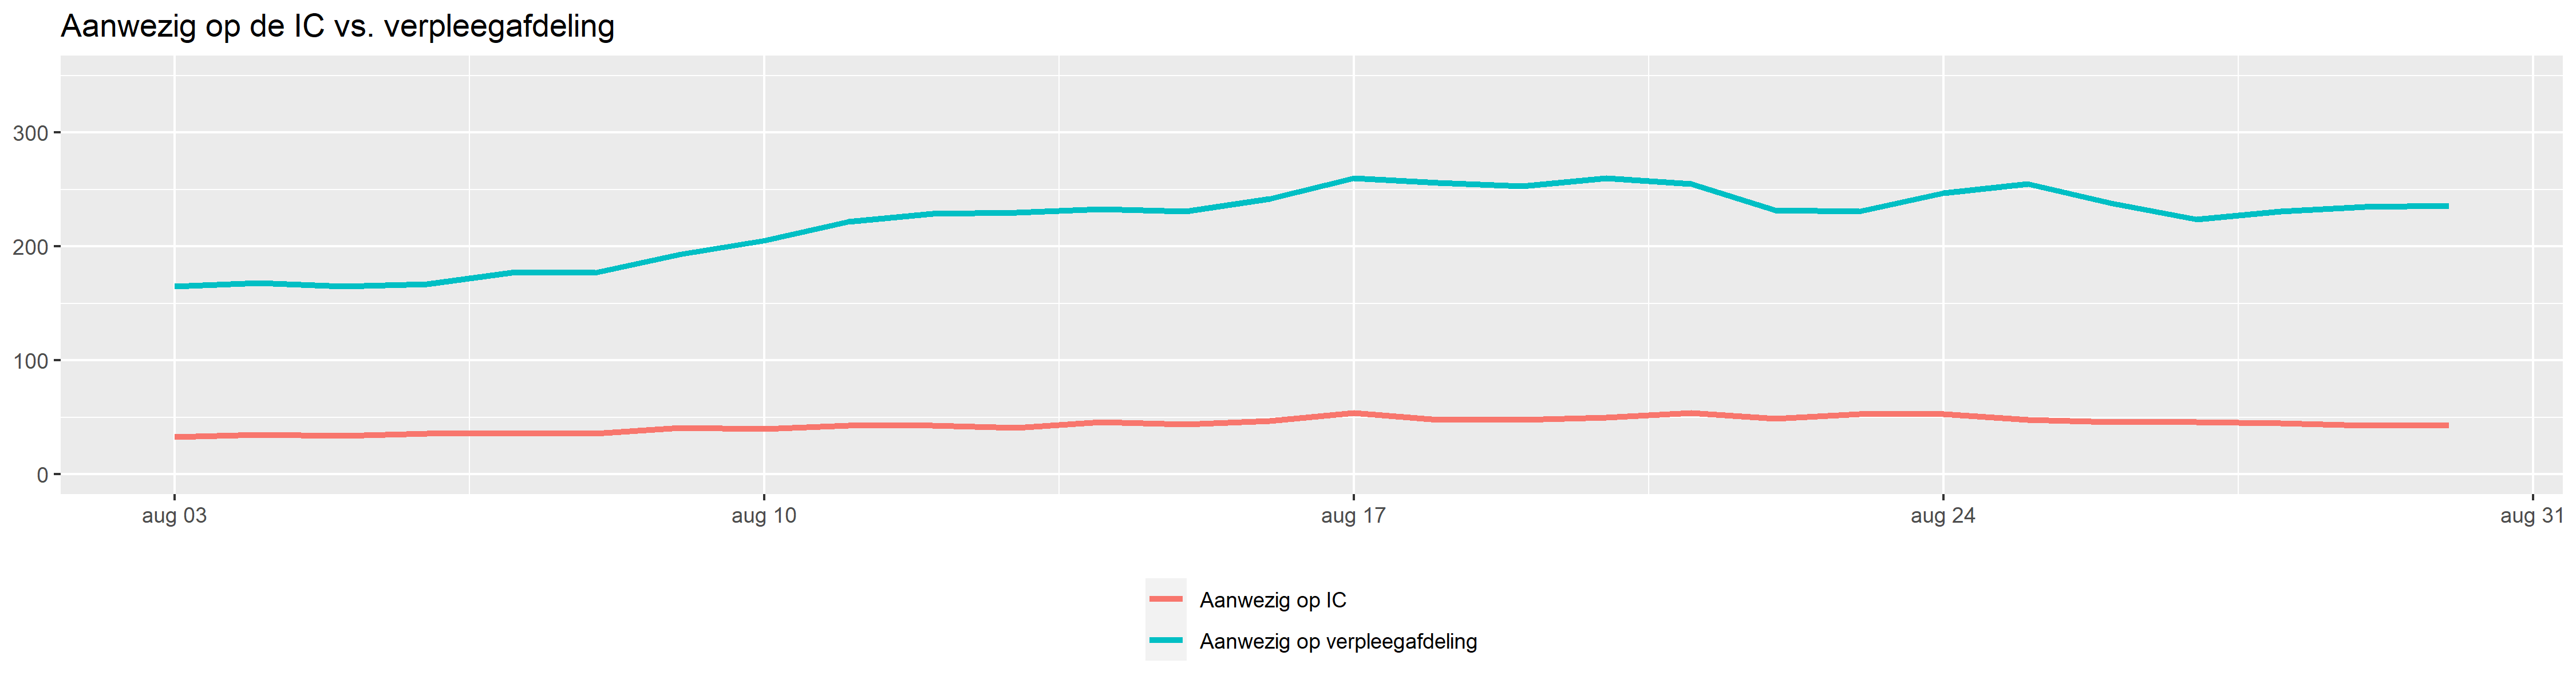 Aanwezig op de IC vs. verpleegafdeling
300
200
100
0
aug 03 aug 10 aug 17 aug 24 aug 31
Aanwezig op IC
Aanwezig op verpleegafdeling